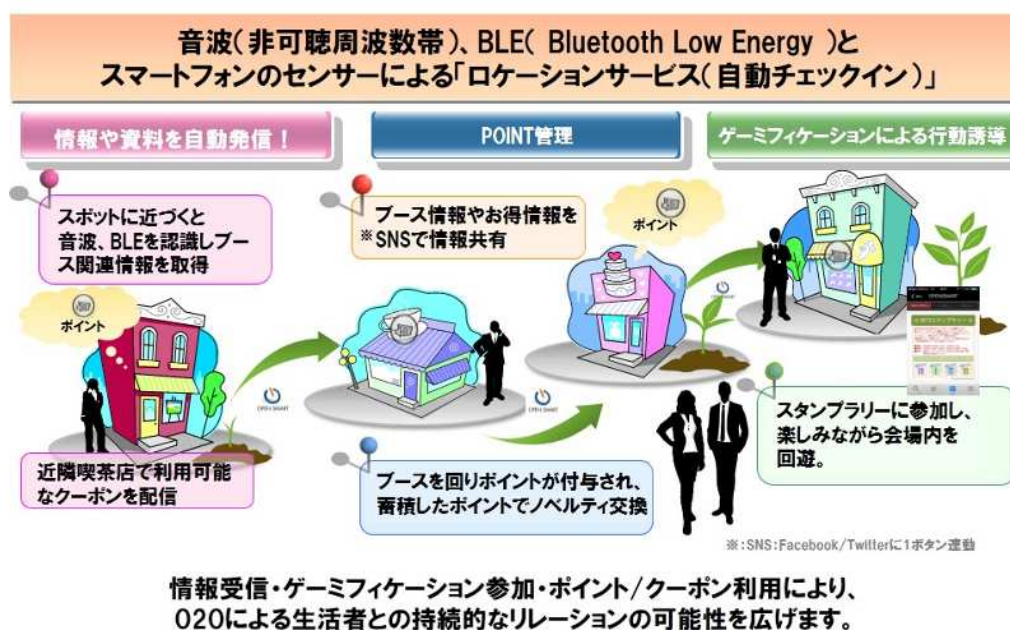 音波(非可聴周波数帯)、BLE( Bluetooth Low Energy )と
スマートフォンのセンサーによる「ロケーションサービス(自動チェックイン)」
情報や資料を自動発信！
POINT管理
ゲーミフィケーションによる行動誘導
スポットに近づくと
音波、BLEを認識しブー
ス関連情報を取得
ブース情報やお得情報を
※SNSで情報共有
ポイント
ポイント
OPEN SMART
OPEN SMART
OPEN SMART
近隣喫茶店で利用可能
なクーポンを配信
ブースを回りポイントが付与され、
蓄積したポイントでノベルティ交換
スタンプラリーに参加し、
楽しみながら会場内を
回遊。
※:SNS:Facebook/Twitterに1ボタン連動
情報受信・ゲーミフィケーション参加・ポイント/クーポン利用により、
O2Oによる生活者との持続的なリレーションの可能性を広げます。